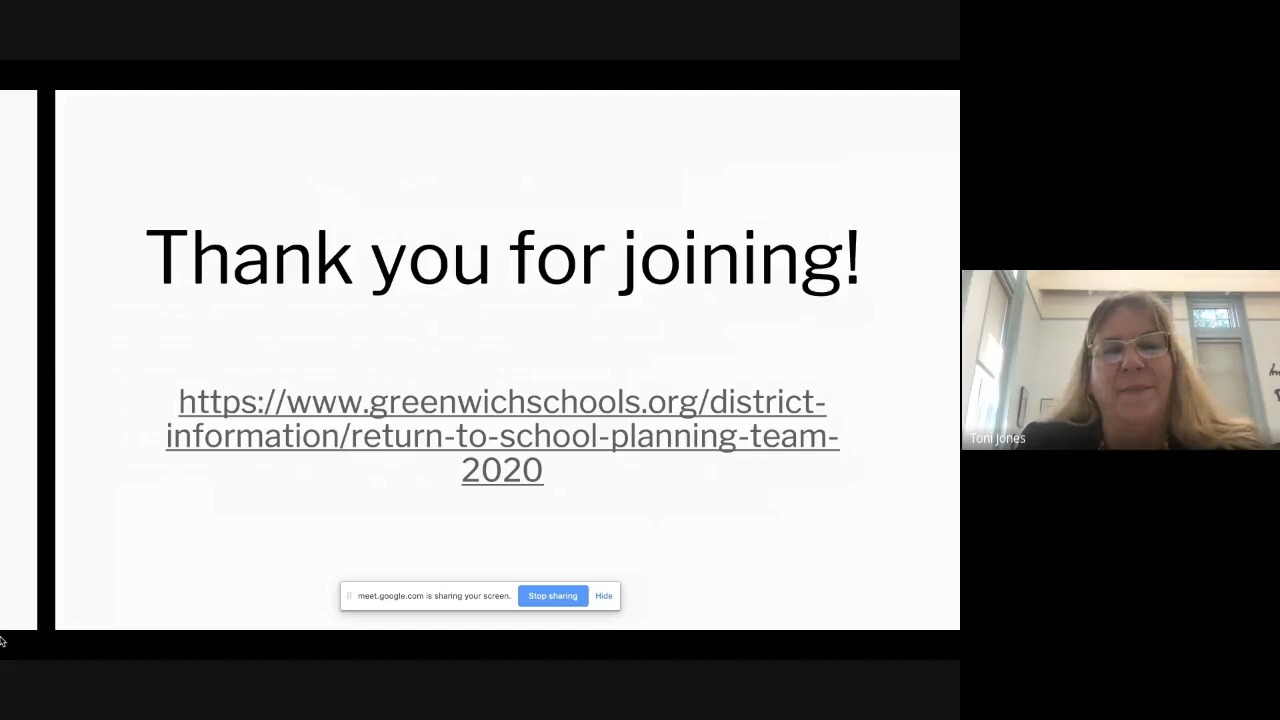 Thank you for joining!
https://www.greenwichschools.org/district-
information/return-to-school-planning-team-
2020
meet.google.com is sharing your screen.
Stop sharing
Hide
Toni Jones